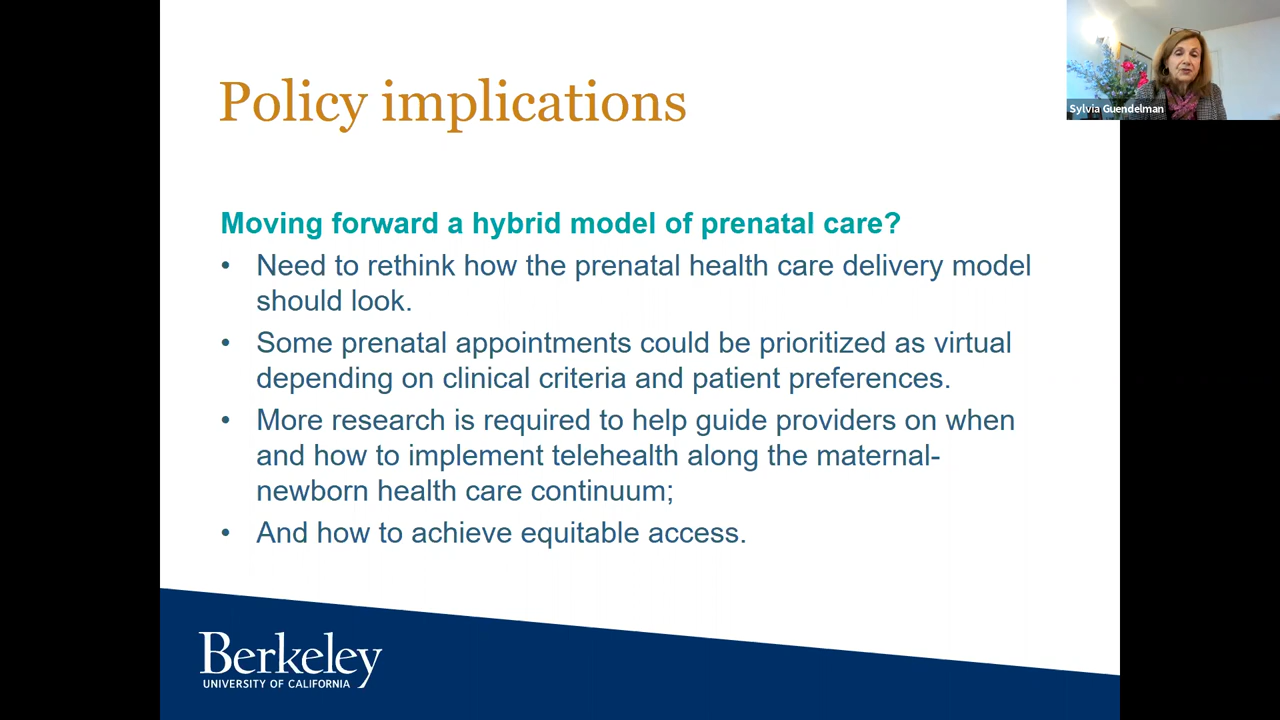 Policy implications
Sylvia Guendelman
Moving forward a hybrid model of prenatal care?
• Need to rethink how the prenatal health care delivery model
should look.
• Some prenatal appointments could be prioritized as virtual
depending on clinical criteria and patient preferences.
• More research is required to help guide providers on when
and how to implement telehealth along the maternal-
newborn health care continuum;
• And how to achieve equitable access.
Berkeley
UNIVERSITY OF CALIFORNIA